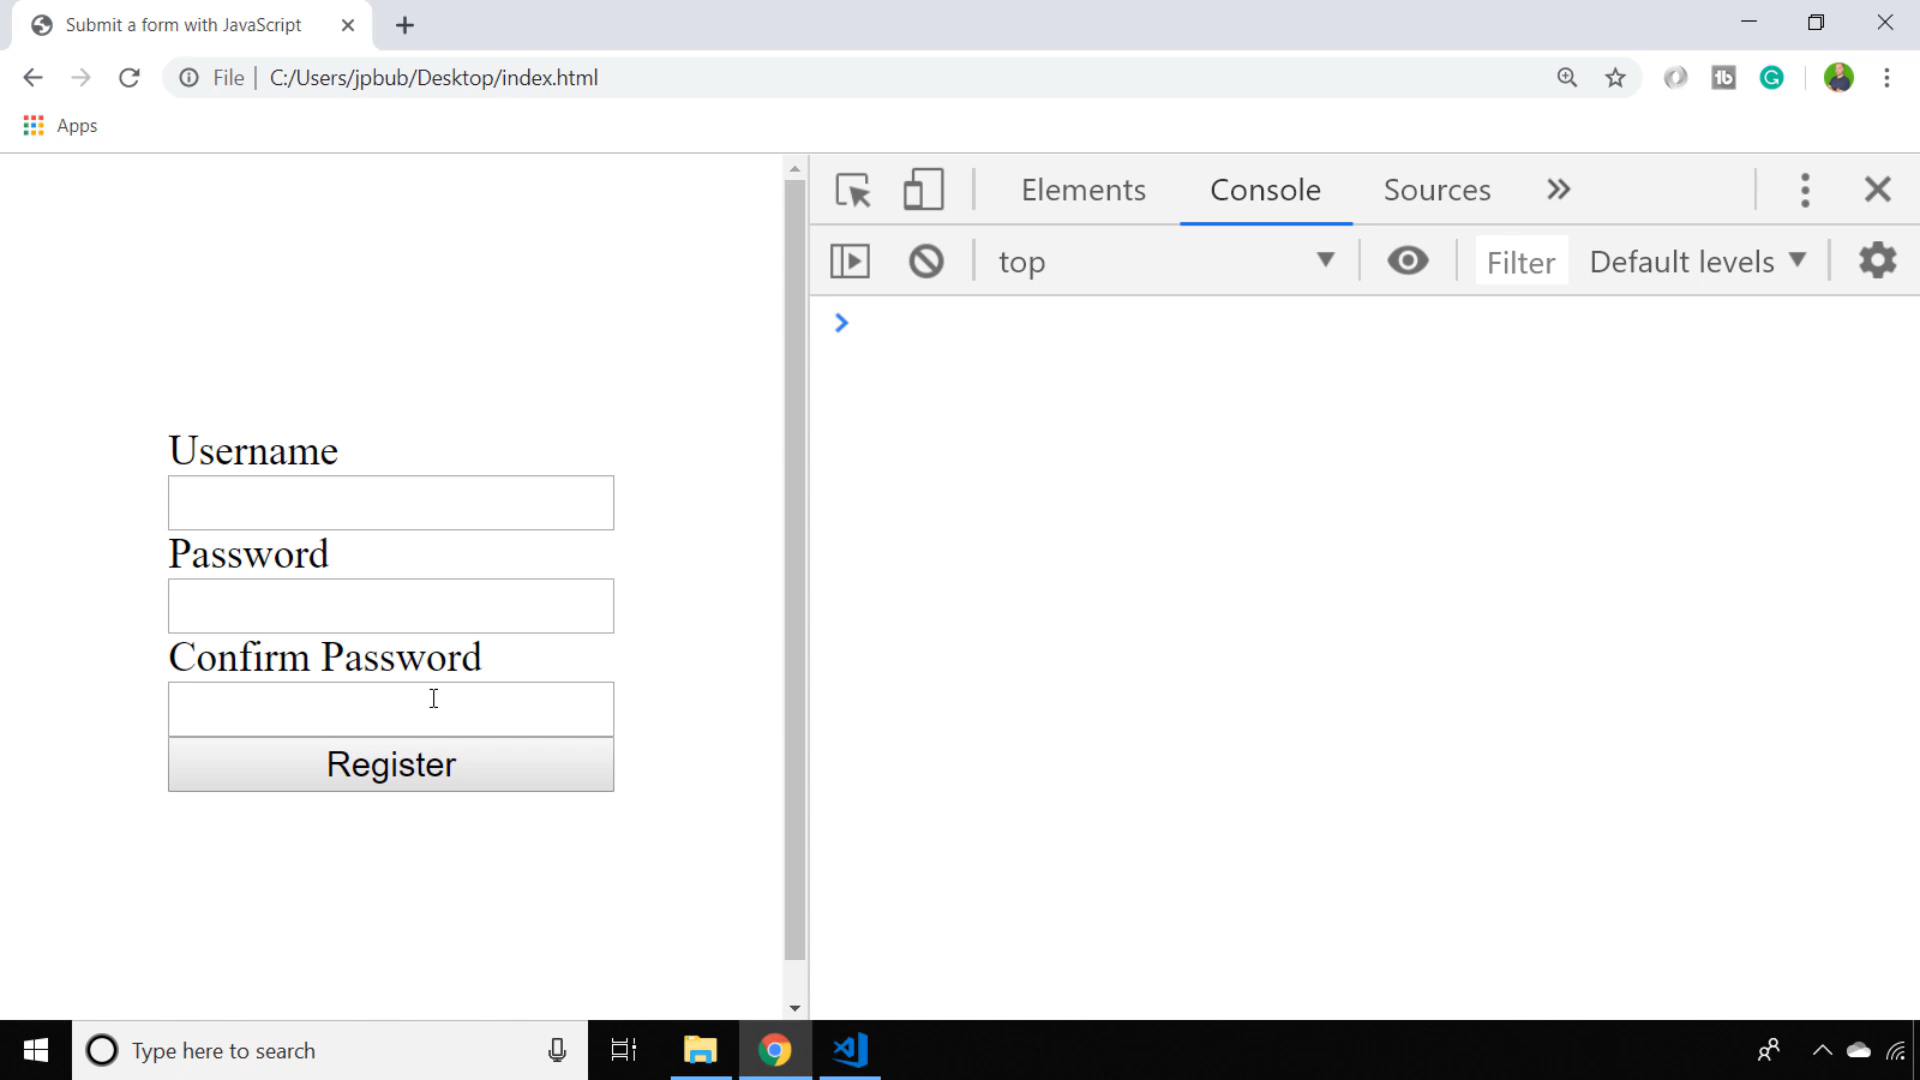 Submit a form with JavaScript
File | C:/Users/jpbub/Desktop/index.html
Apps
Elements Console Sources
top Filter Default levels
Username
Password
Confirm Password
Register
Type here to search